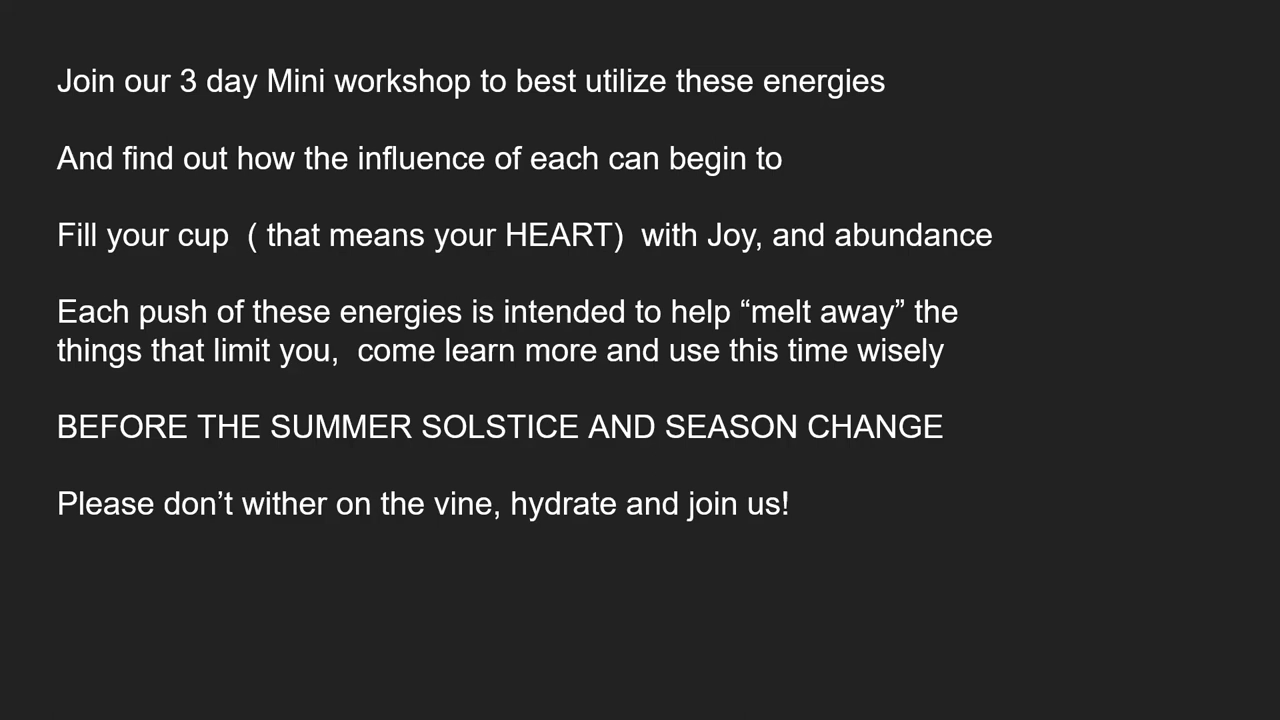 Join our 3 day Mini workshop to best utilize these energies
And find out how the influence of each can begin to
Fill your cup  ( that means your HEART)  with Joy, and abundance
Each push of these energies is intended to help “melt away” the
things that limit you,  come learn more and use this time wisely
BEFORE THE SUMMER SOLSTICE AND SEASON CHANGE
Please don’t wither on the vine, hydrate and join us!